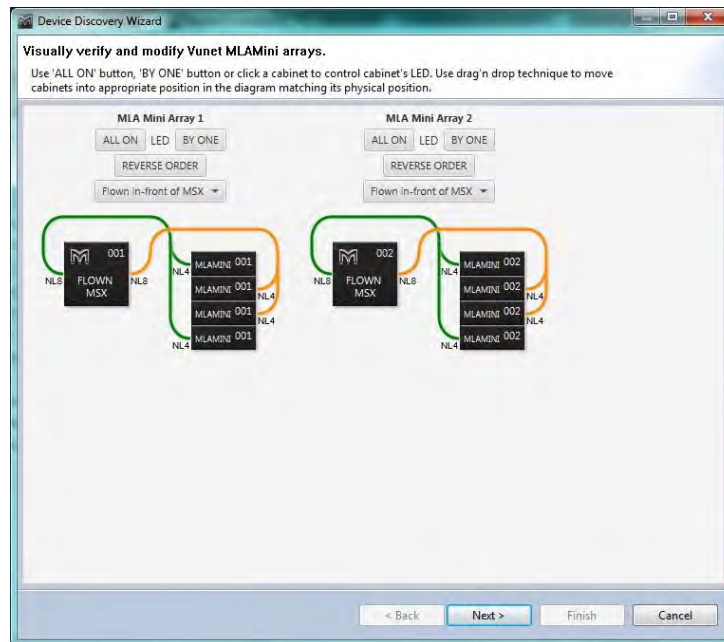 Device Discovery Wizard
Visually verify and modify Vunet MLAMini arrays.
Use 'ALL ON' button, 'BY ONE' button or click a cabinet to control cabinet's LED. Use drag'n drop technique to move
cabinets into appropriate position in the diagram matching its physical position.
MLA Mini Array 1
ALL ON LED BY ONE
REVERSE ORDER
Flown in-front of MSX
001
FLOWN
MSX
NL8
NL8
NL4
MLAMINI 001
MLAMINI 001
NL4
MLAMINI 001
NL4
MLAMINI 001
NL4
MLA Mini Array 2
ALL ON LED BY ONE
REVERSE ORDER
Flown in-front of MSX
002
FLOWN
MSX
NL8
NL8
NL4
MLAMINI 002
MLAMINI 002
NL4
MLAMINI 002
NL4
MLAMINI 002
NL4
< Back Next > Finish Cancel